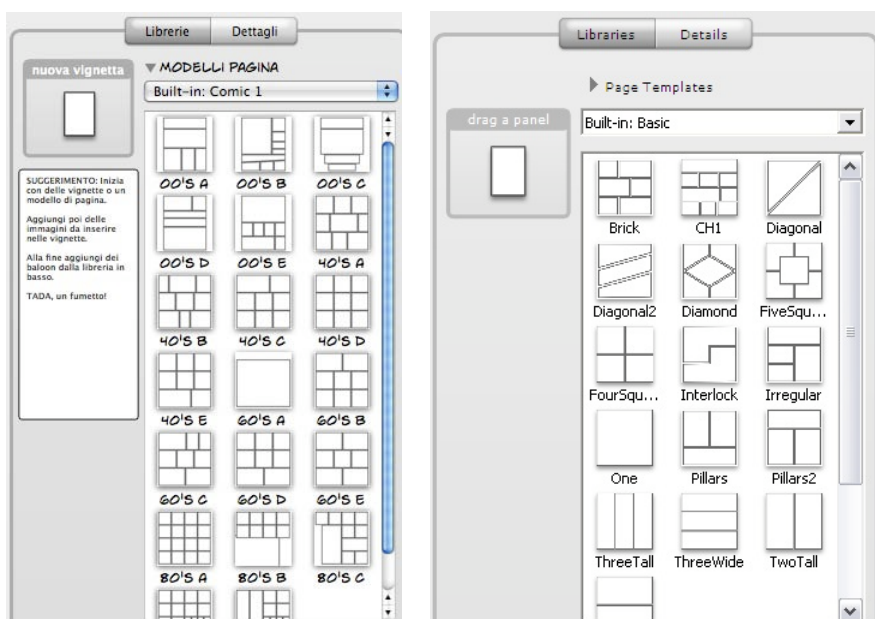 Librerie Dettagli
nuova vignetta
MODELLI PAGINA
Built-in: Comic 1
SUGGERIMENTO: Inizia
con delle vignette o un
modello di pagina.
Aggiungi poi delle
immagini da inserire
nelle vignette.
Alla fine aggiungi dei
baloon dalla libreria in
basso.
TADA, un fumetto!
00'S A 00'S B 00'S C
00'S D 00'S E 40'S A
40'S B 40'S C 40'S D
40'S E 60'S A 60'S B
60'S C 60'S D 60'S E
80'S A 80'S B 80'S C
Libraries Details
Page Templates
drag a panel
Built-in: Basic
Brick CH1 Diagonal
Diagonal2 Diamond FiveSqu...
FourSqu... Interlock Irregular
One Pillars Pillars2
ThreeTall ThreeWide TwoTall